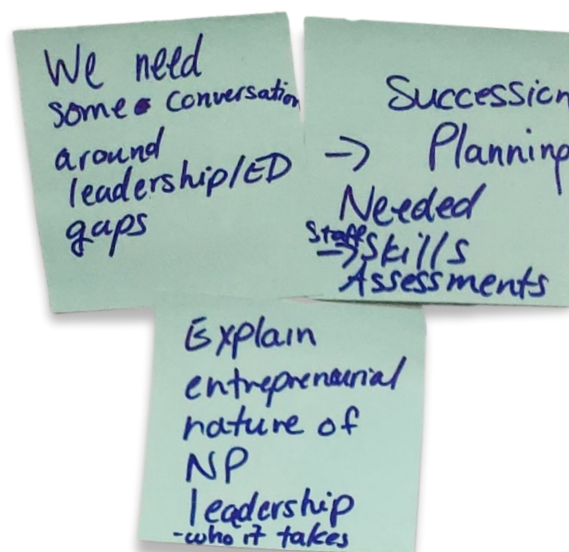 We need
some conversation
around
leadership/ED
gaps
Succession
→ Planning
Needed
Staff
→ Skills
Assessments
Explain
entrepreneurial
nature of
NP
leadership
-who it takes